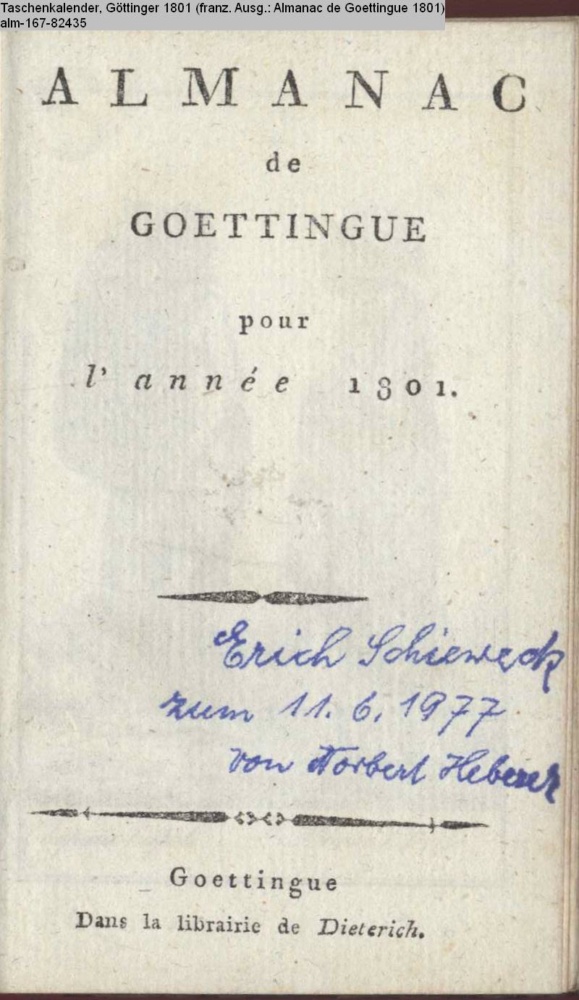 Taschenkalender, Göttinger 1801 (franz. Ausg.: Almanac de Goettingue 1801)
alm-167-82435
ALMANAC
de
GOETTINGUE
pour
l'année 1801.
Erich Schieweck
zum 11. 6. 1977
von Norbert Heberer
Goettingue
Dans la librairie de Dieterich.